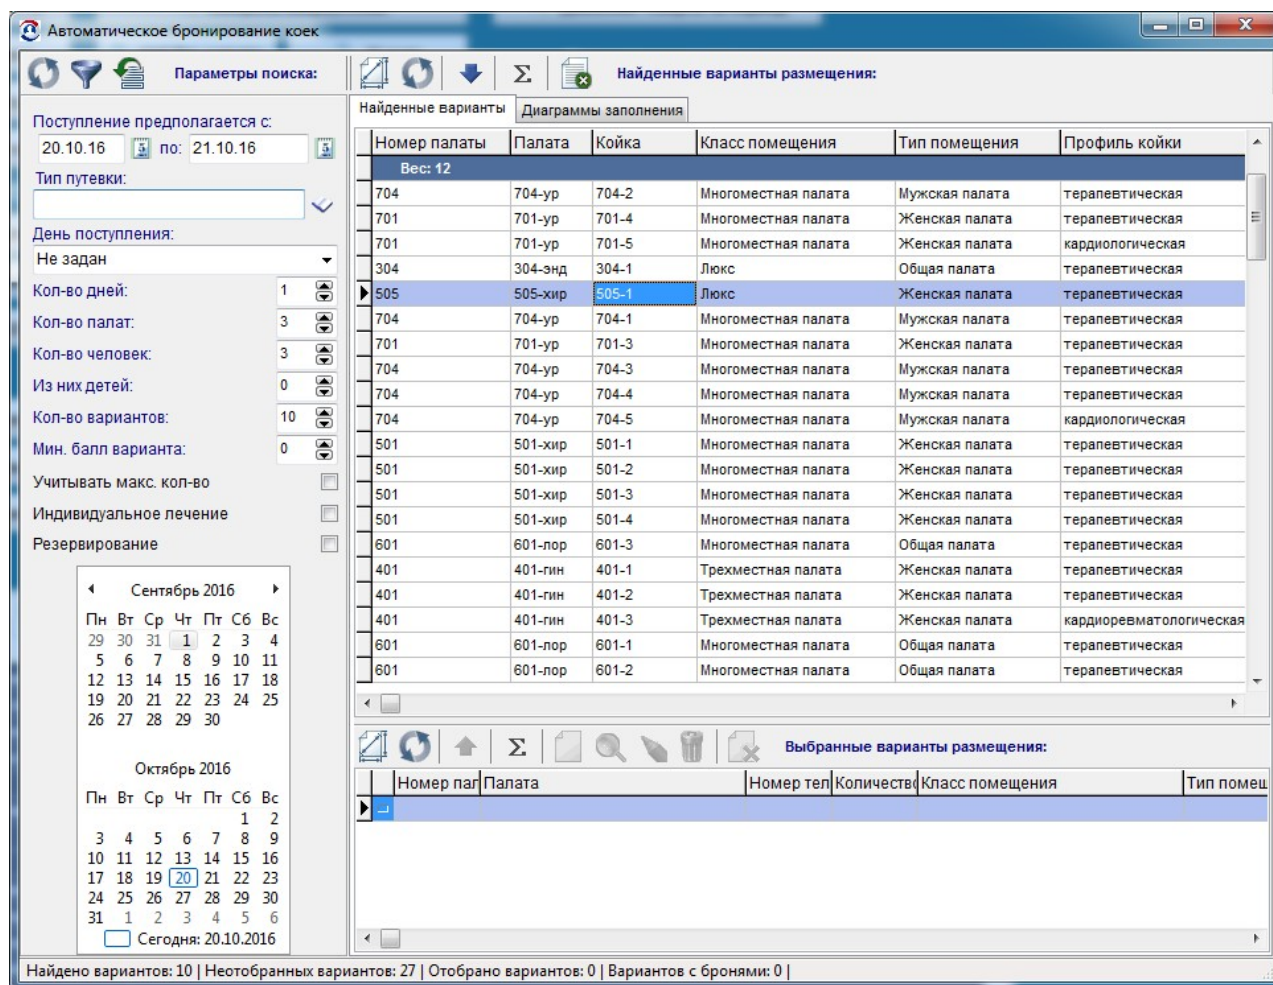 Автоматическое бронирование коек
Параметры поиска:
Найденные варианты размещения:
Поступление предполагается с:
20.10.16 5 по: 21.10.16 5
Тип путевки:
День поступления:
Не задан
Кол-во дней: 1
Кол-во палат: 3
Кол-во человек: 3
Из них детей: 0
Кол-во вариантов: 10
Мин. балл варианта: 0
Учитывать макс. кол-во
Индивидуальное лечение
Резервирование
Сентябрь 2016
Пн Вт Ср Чт Пт Сб Вс
29 30 31 1 2 3 4
5 6 7 8 9 10 11
12 13 14 15 16 17 18
19 20 21 22 23 24 25
26 27 28 29 30
Октябрь 2016
Пн Вт Ср Чт Пт Сб Вс
1 2
3 4 5 6 7 8 9
10 11 12 13 14 15 16
17 18 19 20 21 22 23
24 25 26 27 28 29 30
31 1 2 3 4 5 6
Сегодня: 20.10.2016
Найденные варианты Диаграммы заполнения
Номер палаты Палата Койка Класс помещения Тип помещения Профиль койки
Вес: 12
704 704-ур 704-2 Многоместная палата Мужская палата терапевтическая
701 701-ур 701-4 Многоместная палата Женская палата терапевтическая
701 701-ур 701-5 Многоместная палата Женская палата кардиологическая
304 304-энд 304-1 Люкс Общая палата терапевтическая
505 505-хир 505-1 Люкс Женская палата терапевтическая
704 704-ур 704-1 Многоместная палата Мужская палата терапевтическая
701 701-ур 701-3 Многоместная палата Женская палата терапевтическая
704 704-ур 704-3 Многоместная палата Мужская палата терапевтическая
704 704-ур 704-4 Многоместная палата Мужская палата терапевтическая
704 704-ур 704-5 Многоместная палата Мужская палата кардиологическая
501 501-хир 501-1 Многоместная палата Женская палата терапевтическая
501 501-хир 501-2 Многоместная палата Женская палата терапевтическая
501 501-хир 501-3 Многоместная палата Женская палата терапевтическая
501 501-хир 501-4 Многоместная палата Женская палата терапевтическая
601 601-лор 601-3 Многоместная палата Общая палата терапевтическая
401 401-гин 401-1 Трехместная палата Женская палата терапевтическая
401 401-гин 401-2 Трехместная палата Женская палата терапевтическая
401 401-гин 401-3 Трехместная палата Женская палата кардиоревматологическая
601 601-лор 601-1 Многоместная палата Общая палата терапевтическая
601 601-лор 601-2 Многоместная палата Общая палата терапевтическая
Σ Выбранные варианты размещения:
Номер пал Палата Номер тел Количество Класс помещения Тип помещ
Найдено вариантов: 10 | Неотобранных вариантов: 27 | Отобрано вариантов: 0 | Вариантов с бронями: 0 |